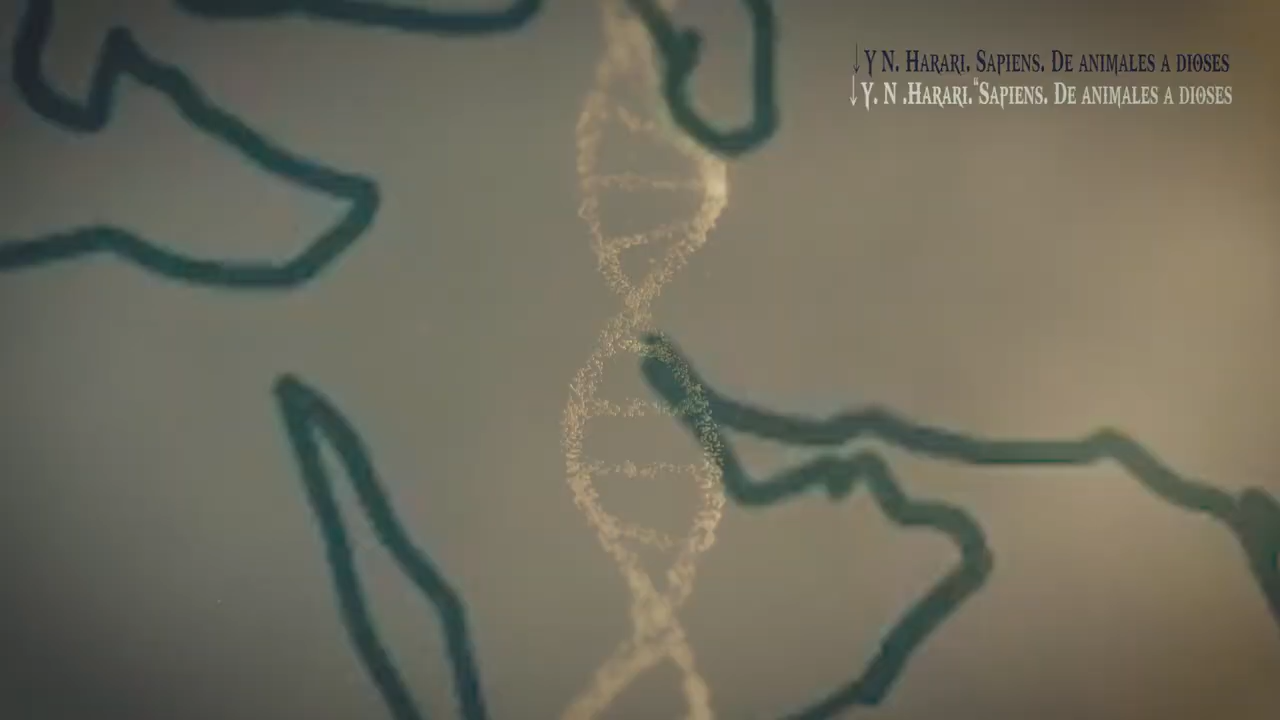 Y N. Harari. Sapiens. De animales a dioses
Y. N .Harari."Sapiens. De animales a dioses